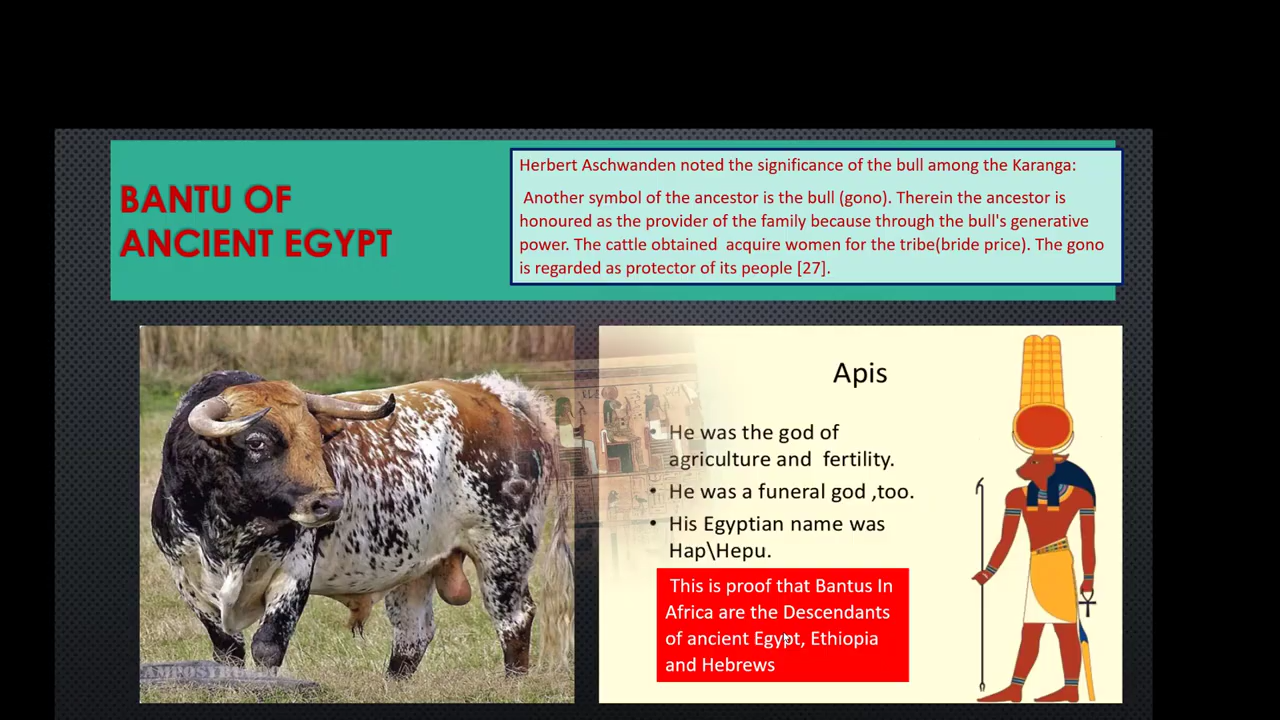 BANTU OF
ANCIENT EGYPT
Herbert Aschwanden noted the significance of the bull among the Karanga:
Another symbol of the ancestor is the bull (gono). Therein the ancestor is
honoured as the provider of the family because through the bull's generative
power. The cattle obtained  acquire women for the tribe(bride price). The gono
is regarded as protector of its people [27].
Apis
• He was the god of
agriculture and  fertility.
• He was a funeral god ,too.
• His Egyptian name was
Hap\Hepu.
This is proof that Bantus In
Africa are the Descendants
of ancient Egypt, Ethiopia
and Hebrews